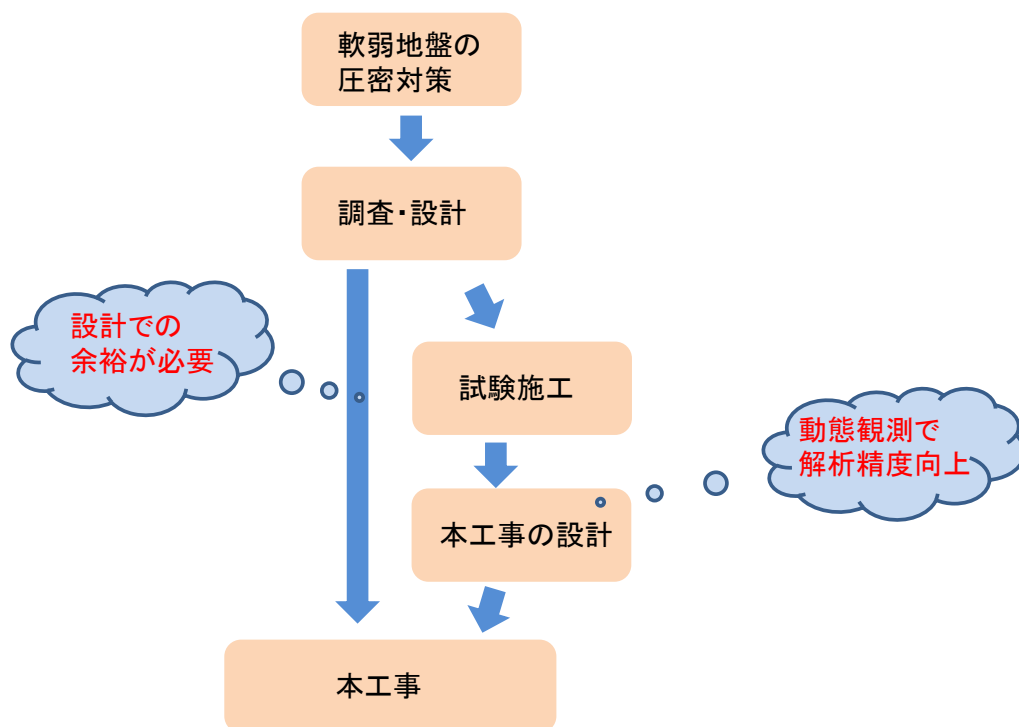 軟弱地盤の
圧密対策
調査・設計
設計での
余裕が必要
試験施工
動態観測で
解析精度向上
本工事の設計
本工事